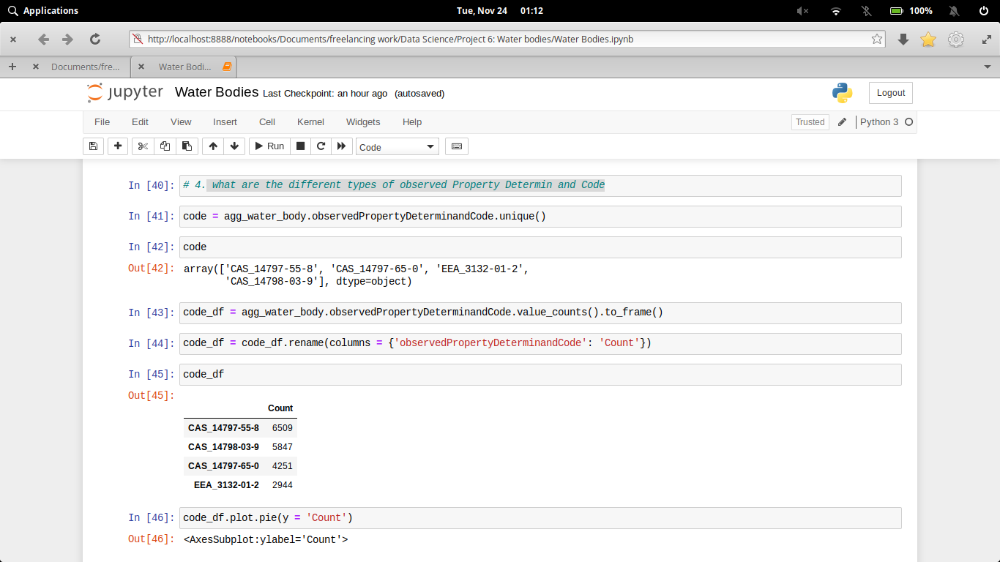 Applications
Tue, Nov 24 01:12
100%
http://localhost:8888/notebooks/Documents/freelancing work/Data Science/Project 6: Water bodies/Water Bodies.ipynb
Documents/fre...
Water Bodi...
jupyter Water Bodies Last Checkpoint: an hour ago (autosaved)
Logout
File Edit View Insert Cell Kernel Widgets Help
Trusted
Python 3
Run
Code
In [40]: # 4. what are the different types of observed Property Determin and Code
In [41]: code = agg_water_body.observedPropertyDeterminandCode.unique()
In [42]: code
Out[42]: array(['CAS_14797-55-8', 'CAS_14797-65-0', 'EEA_3132-01-2',
'CAS_14798-03-9'], dtype=object)
In [43]: code_df = agg_water_body.observedPropertyDeterminandCode.value_counts().to_frame()
In [44]: code_df = code_df.rename(columns = {'observedPropertyDeterminandCode': 'Count'})
In [45]: code_df
Out[45]:
Count
CAS_14797-55-8 6509
CAS_14798-03-9 5847
CAS_14797-65-0 4251
EEA_3132-01-2 2944
In [46]: code_df.plot.pie(y = 'Count')
Out[46]: <AxesSubplot:ylabel='Count'>